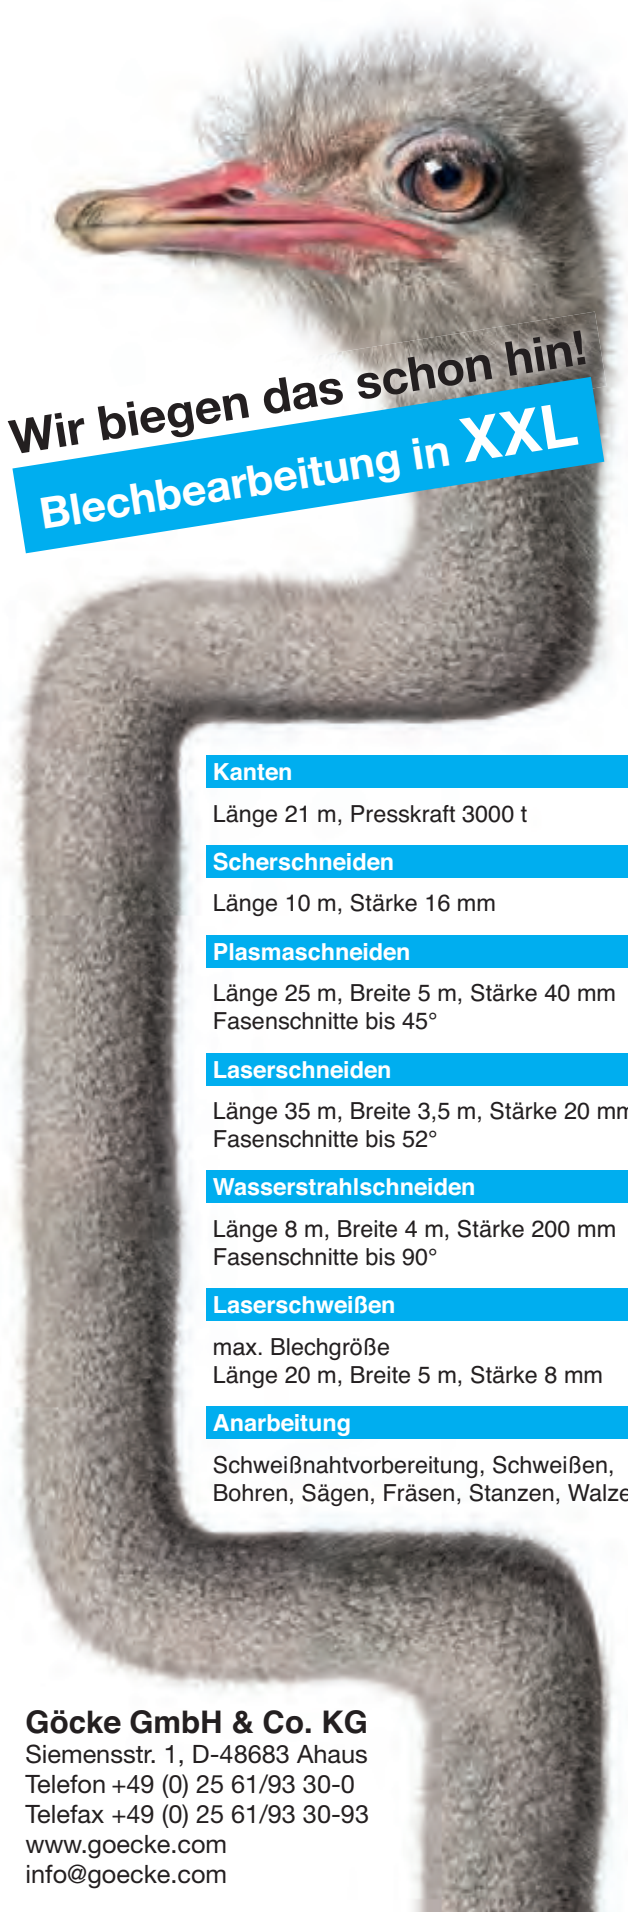 Wir biegen das schon hin!
Blechbearbeitung in XXL
Kanten
Länge 21 m, Presskraft 3000 t
Scherschneiden
Länge 10 m, Stärke 16 mm
Plasmaschneiden
Länge 25 m, Breite 5 m, Stärke 40 mm
Fasenschnitte bis 45°
Laserschneiden
Länge 35 m, Breite 3,5 m, Stärke 20 mm
Fasenschnitte bis 52°
Wasserstrahlschneiden
Länge 8 m, Breite 4 m, Stärke 200 mm
Fasenschnitte bis 90°
Laserschweißen
max. Blechgröße
Länge 20 m, Breite 5 m, Stärke 8 mm
Anarbeitung
Schweißnahtvorbereitung, Schweißen,
Bohren, Sägen, Fräsen, Stanzen, Walze
Göcke GmbH & Co. KG
Siemensstr. 1, D-48683 Ahaus
Telefon +49 (0) 25 61/93 30-0
Telefax +49 (0) 25 61/93 30-93
www.goecke.com
info@goecke.com